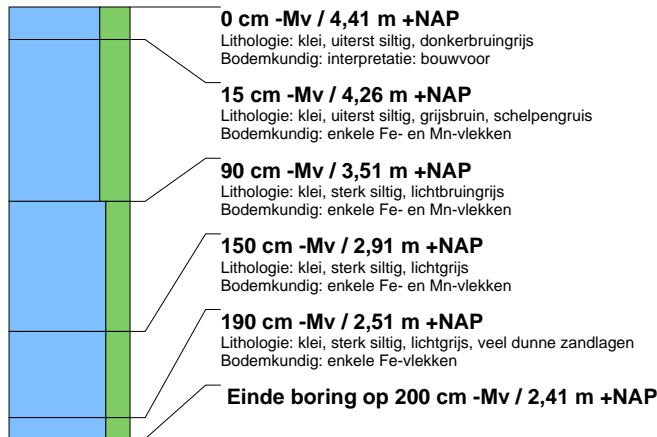 0 cm -Mv / 4,41 m +NAP
Lithologie: klei, uiterst siltig, donkerbruingrijs
Bodemkundig: interpretatie: bouwvoor
15 cm -Mv / 4,26 m +NAP
Lithologie: klei, uiterst siltig, grijsbruin, schelpengruis
Bodemkundig: enkele Fe- en Mn-vlekken
90 cm -Mv / 3,51 m +NAP
Lithologie: klei, sterk siltig, lichtbruingrijs
Bodemkundig: enkele Fe- en Mn-vlekken
150 cm -Mv / 2,91 m +NAP
Lithologie: klei, sterk siltig, lichtgrijs
Bodemkundig: enkele Fe- en Mn-vlekken
190 cm -Mv / 2,51 m +NAP
Lithologie: klei, sterk siltig, lichtgrijs, veel dunne zandlagen
Bodemkundig: enkele Fe-vlekken
Einde boring op 200 cm -Mv / 2,41 m +NAP